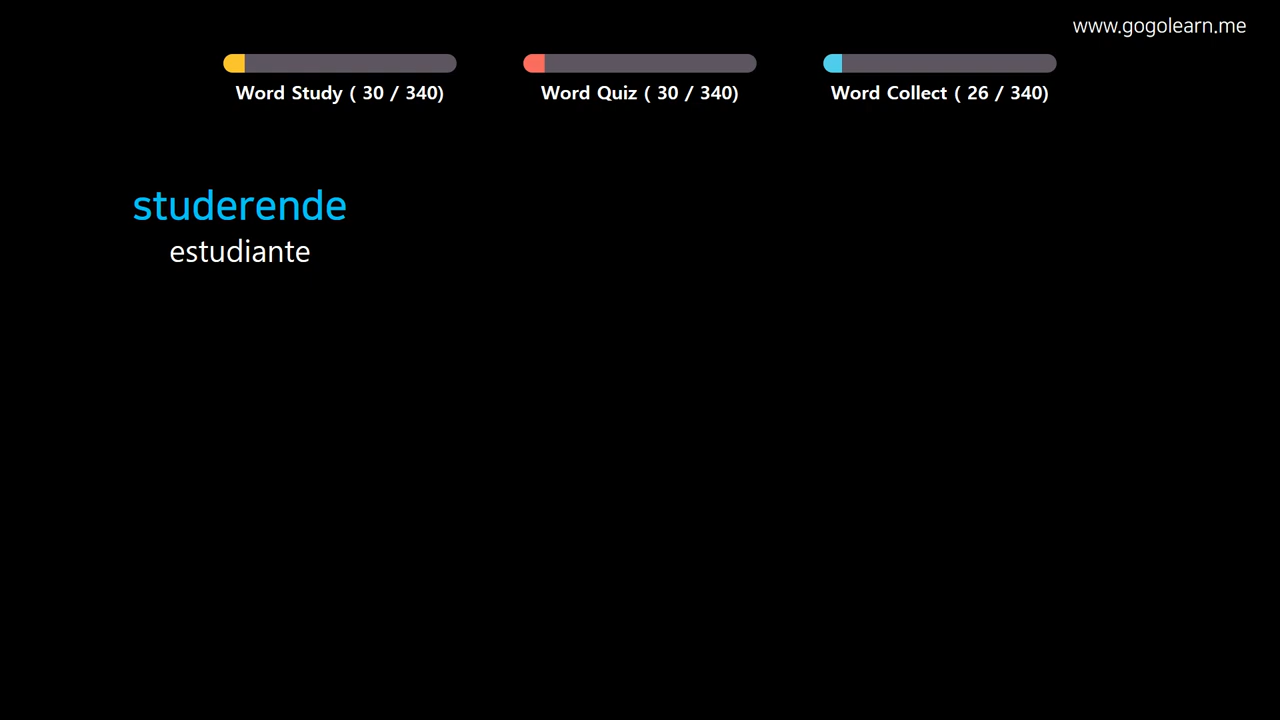 www.gogolearn.me
Word Study ( 30 / 340)
Word Quiz ( 30 / 340)
Word Collect ( 26 / 340)
studerende
estudiante